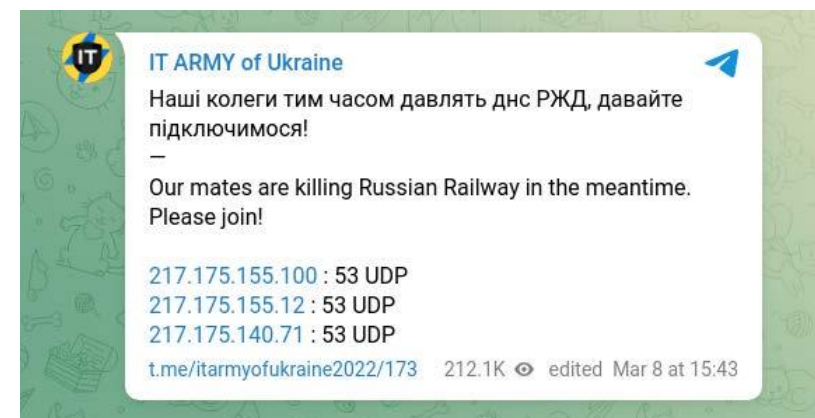 IT
IT ARMY of Ukraine
Наші колеги тим часом давлять днс РЖД, давайте
підключимося!
—
Our mates are killing Russian Railway in the meantime.
Please join!
217.175.155.100 : 53 UDP
217.175.155.12 : 53 UDP
217.175.140.71 : 53 UDP
t.me/itarmyofukraine2022/173 212.1K edited Mar 8 at 15:43